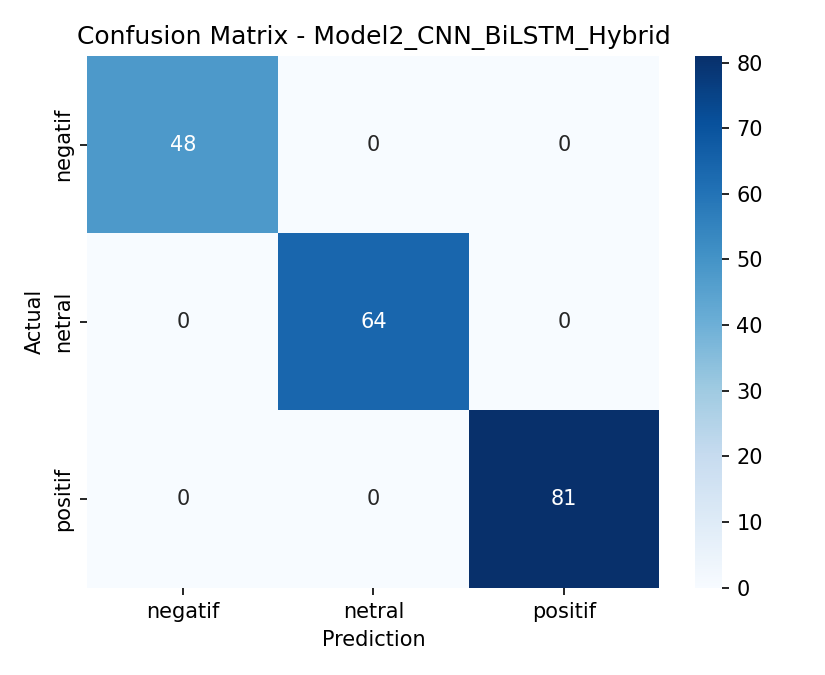 Confusion Matrix - Model2_CNN_BiLSTM_Hybrid
Actual
negatif
48 0 0
netral
0 64 0
positif
0 0 81
negatif netral positif
Prediction
80
70
60
50
40
30
20
10
0